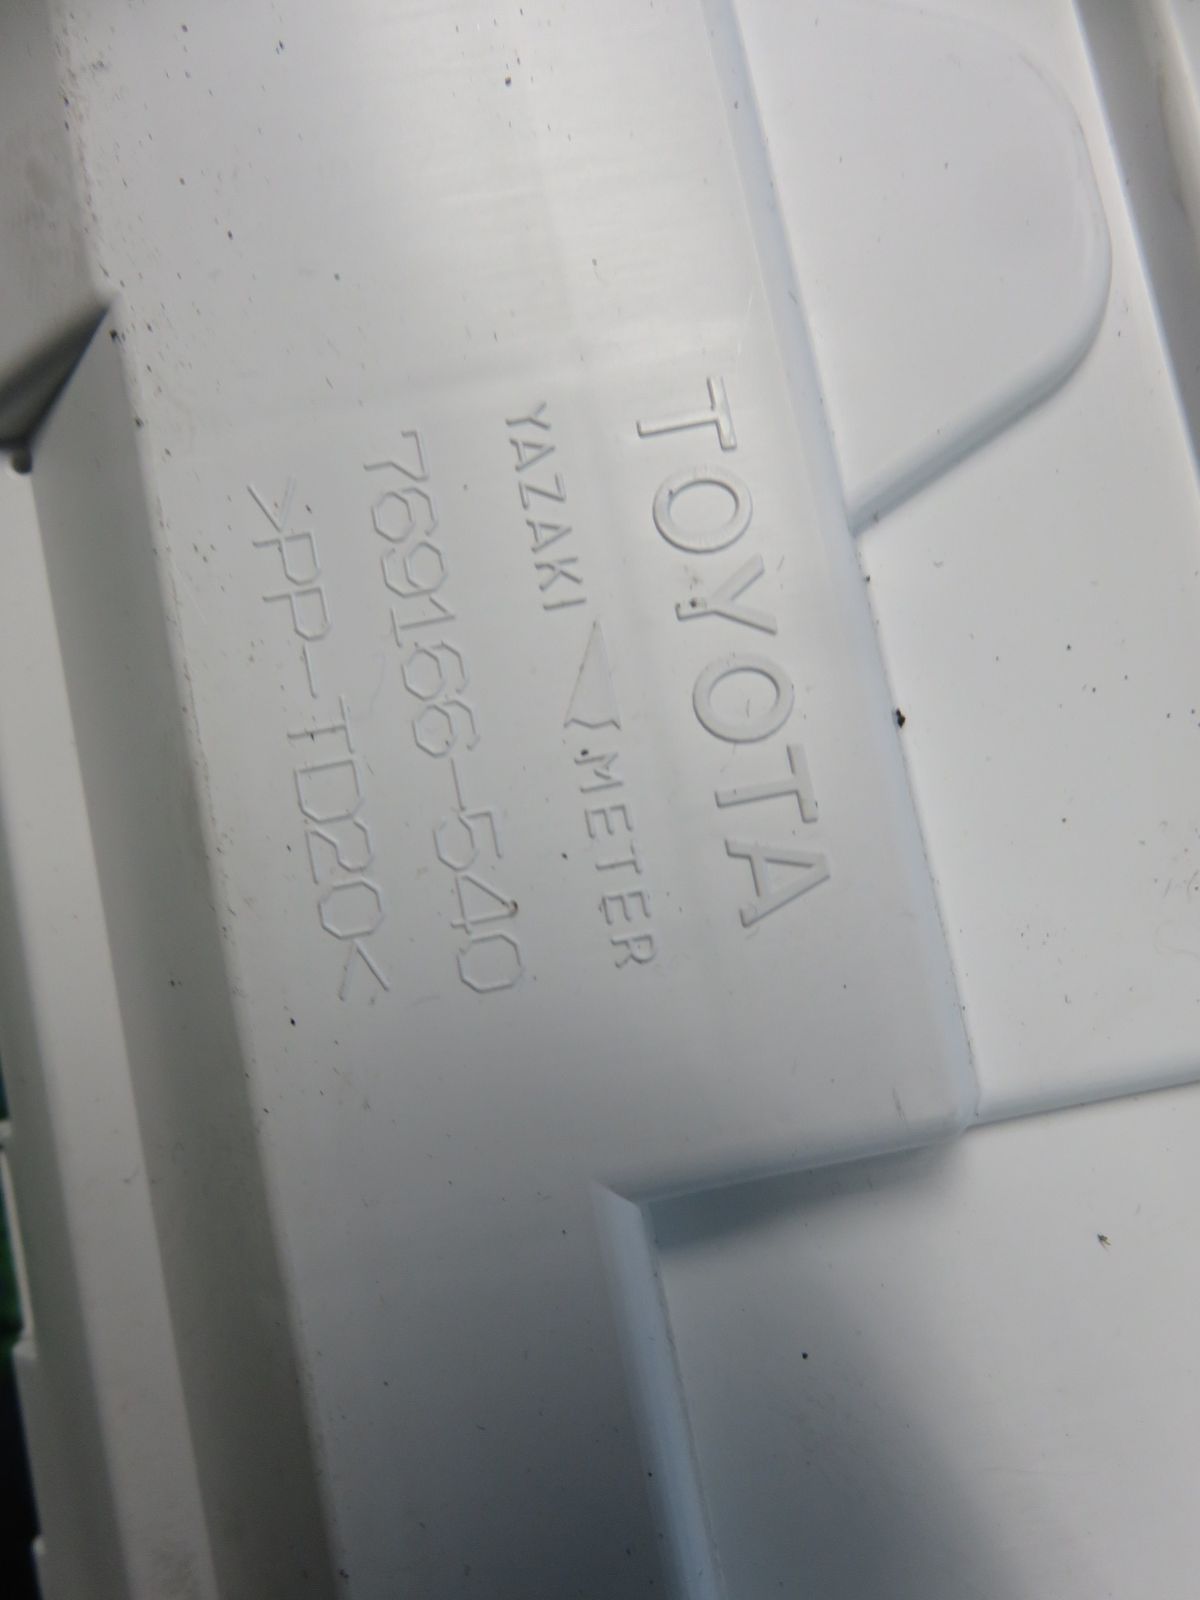 TOYOTA
YAZAKI METER
769166-540
>PP-TD20<